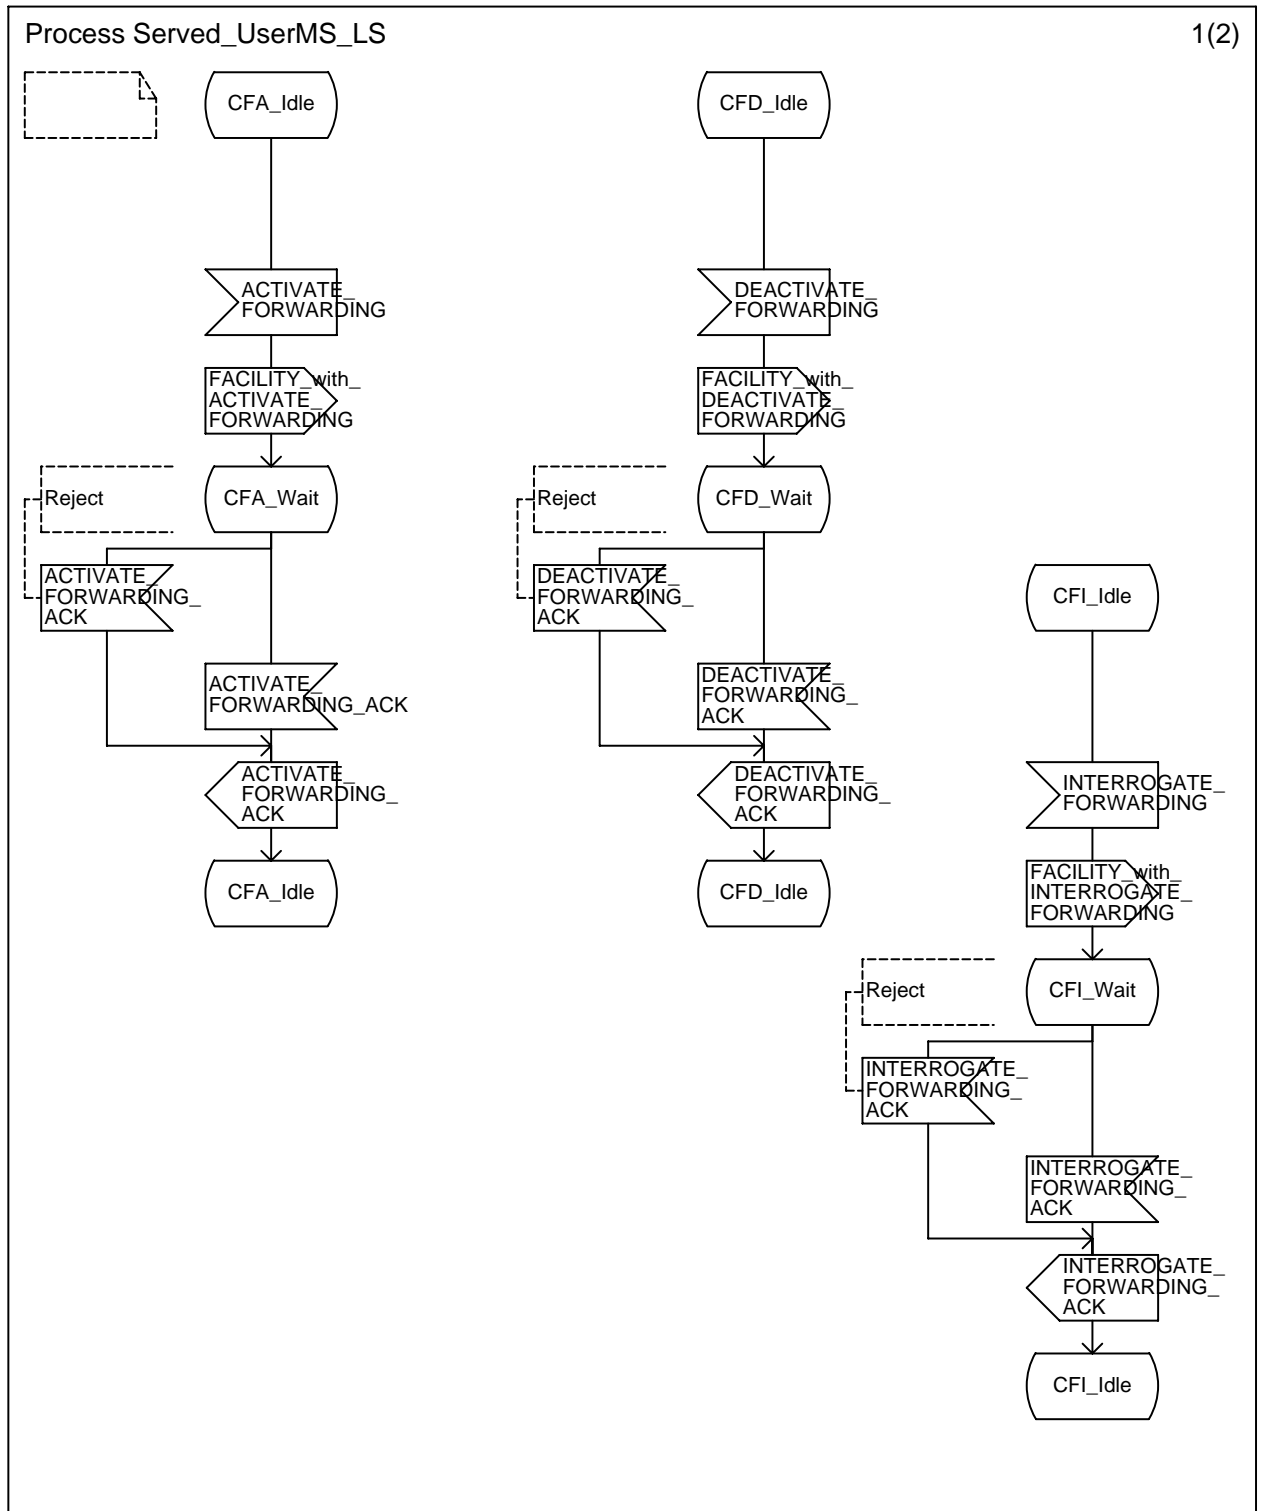 Process Served_UserMS_LS
1(2)
CFA_Idle
ACTIVATE_
FORWARDING
FACILITY_with_
ACTIVATE_
FORWARDING
Reject
CFA_Wait
ACTIVATE_
FORWARDING_
ACK
ACTIVATE_
FORWARDING_ACK
ACTIVATE_
FORWARDING_
ACK
CFA_Idle
CFD_Idle
DEACTIVATE_
FORWARDING
FACILITY_with_
DEACTIVATE_
FORWARDING
Reject
CFD_Wait
DEACTIVATE_
FORWARDING_
ACK
DEACTIVATE_
FORWARDING_
ACK
DEACTIVATE_
FORWARDING_
ACK
CFD_Idle
CFI_Idle
INTERROGATE_
FORWARDING
FACILITY_with_
INTERROGATE_
FORWARDING
Reject
CFI_Wait
INTERROGATE_
FORWARDING_
ACK
INTERROGATE_
FORWARDING_
ACK
INTERROGATE_
FORWARDING_
ACK
CFI_Idle